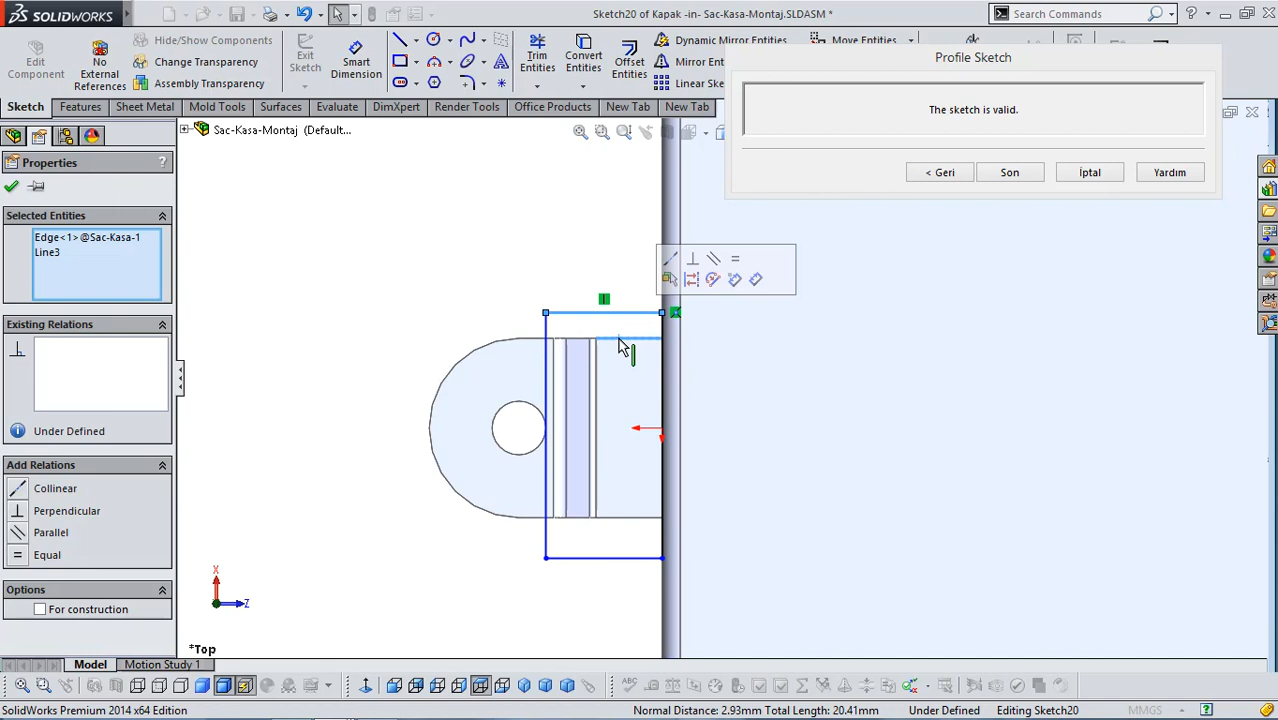 SOLIDWORKS
Sketch20 of Kapak -in- Sac-Kasa-Montaj.SLDASM *
Search Commands
Edit Component
No External References
Hide/Show Components
Change Transparency
Assembly Transparency
Exit Sketch
Smart Dimension
Trim Entities
Convert Entities
Offset Entities
Dynamic Mirror Entities
Mirror Ent
Linear Ske
Move Entities
Sketch
Features
Sheet Metal
Mold Tools
Surfaces
Evaluate
DimXpert
Render Tools
Office Products
New Tab
New Tab
Profile Sketch
The sketch is valid.
< Geri
Son
İptal
Yardım
Sac-Kasa-Montaj (Default...
Properties
?
Selected Entities
Edge<1>@Sac-Kasa-1
Line3
Existing Relations
Under Defined
Add Relations
Collinear
Perpendicular
Parallel
Equal
Options
For construction
X
Z
*Top
Model
Motion Study 1
SolidWorks Premium 2014 x64 Edition
Normal Distance: 2.93mm Total Length: 20.41mm
Under Defined
Editing Sketch20
MMGS